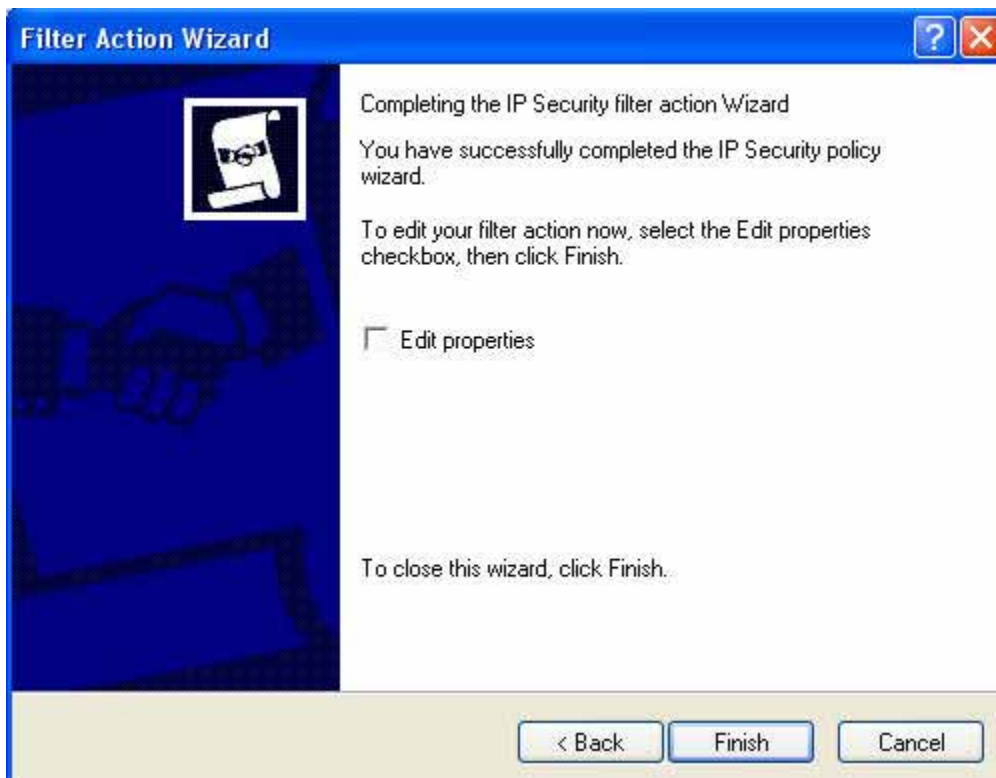 Filter Action Wizard
Completing the IP Security filter action Wizard
You have successfully completed the IP Security policy
wizard.
To edit your filter action now, select the Edit properties
checkbox, then click Finish.
Edit properties
To close this wizard, click Finish.
< Back
Finish
Cancel